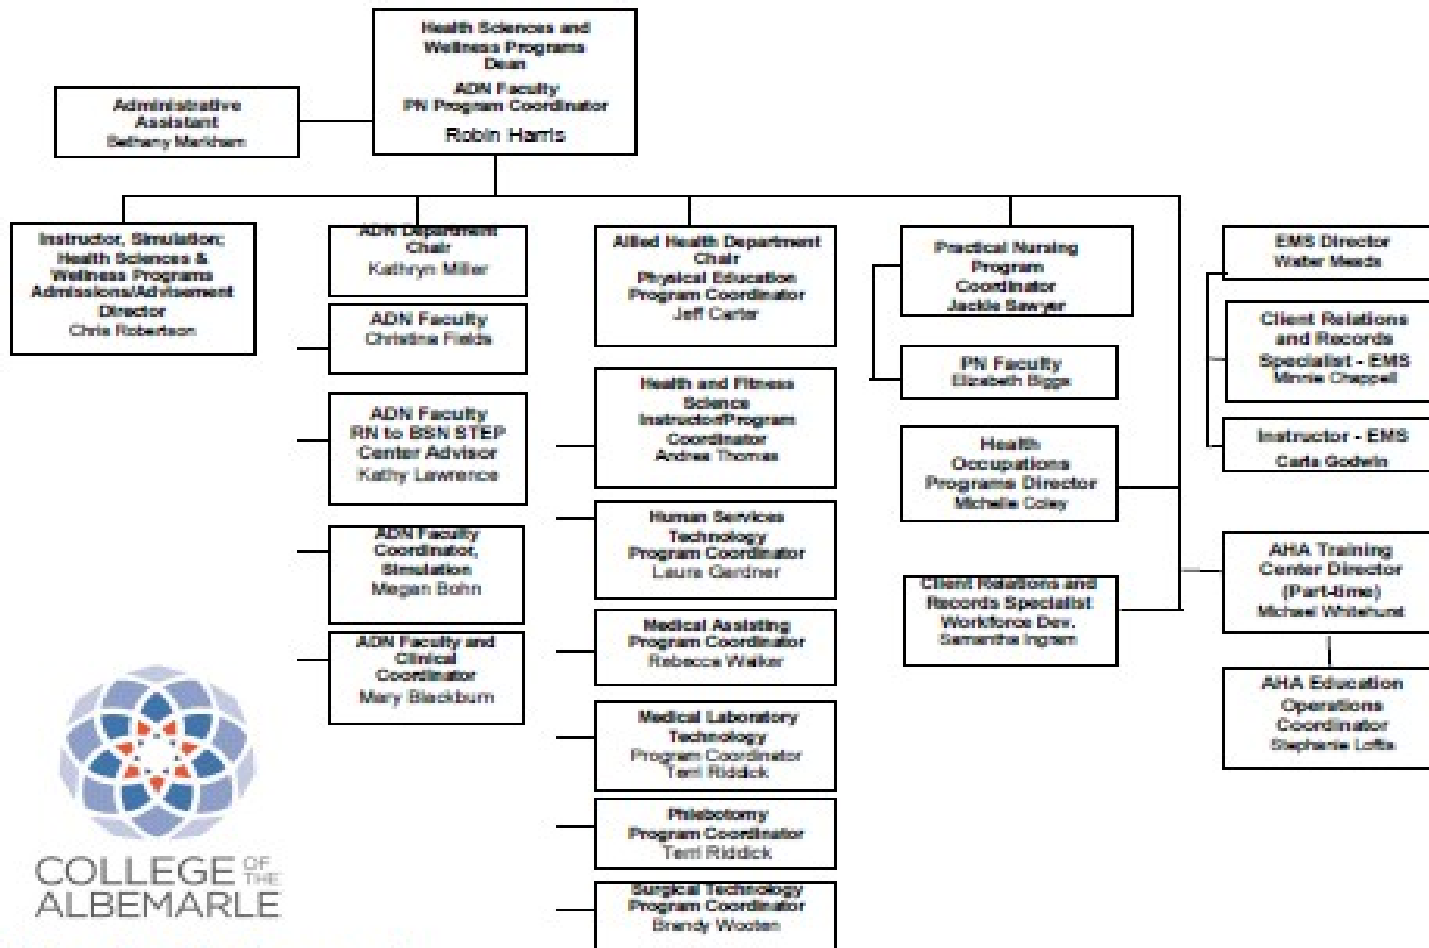 Health Sciences and
Wellness Programs
Dean
ADN Faculty
PN Program Coordinator
Robin Harris
Administrative
Assistant
Bethany Markham
Instructor, Simulation;
Health Sciences &
Wellness Programs
Admissions/Advisement
Director
Chris Robertson
ADN Department
Chair
Kathryn Miller
ADN Faculty
Christina Fields
ADN Faculty
RN to BSN STEP
Center Advisor
Kathy Lawrence
ADN Faculty
Coordinator,
Simulation
Megan Bohn
ADN Faculty and
Clinical
Coordinator
Mary Blackburn
Allied Health Department
Chair
Physical Education
Program Coordinator
Jeff Carter
Health and Fitness
Science
Instructor/Program
Coordinator
Andrea Thomas
Human Services
Technology
Program Coordinator
Laura Gardner
Medical Assisting
Program Coordinator
Rebecca Walker
Medical Laboratory
Technology
Program Coordinator
Terri Riddick
Phlebotomy
Program Coordinator
Terri Riddick
Surgical Technology
Program Coordinator
Brandy Wooten
Practical Nursing
Program
Coordinator
Jackie Sawyer
PN Faculty
Elizabeth Biggs
Health
Occupations
Programs Director
Michelle Coley
Client Relations and
Records Specialist
Workforce Dev.
Samantha Ingram
EMS Director
Walter Meads
Client Relations
and Records
Specialist - EMS
Minnie Chappell
Instructor - EMS
Carla Godwin
AHA Training
Center Director
(Part-time)
Michael Whitehurst
AHA Education
Operations
Coordinator
Stephanie Loftis
COLLEGE OF THE
ALBEMARLE